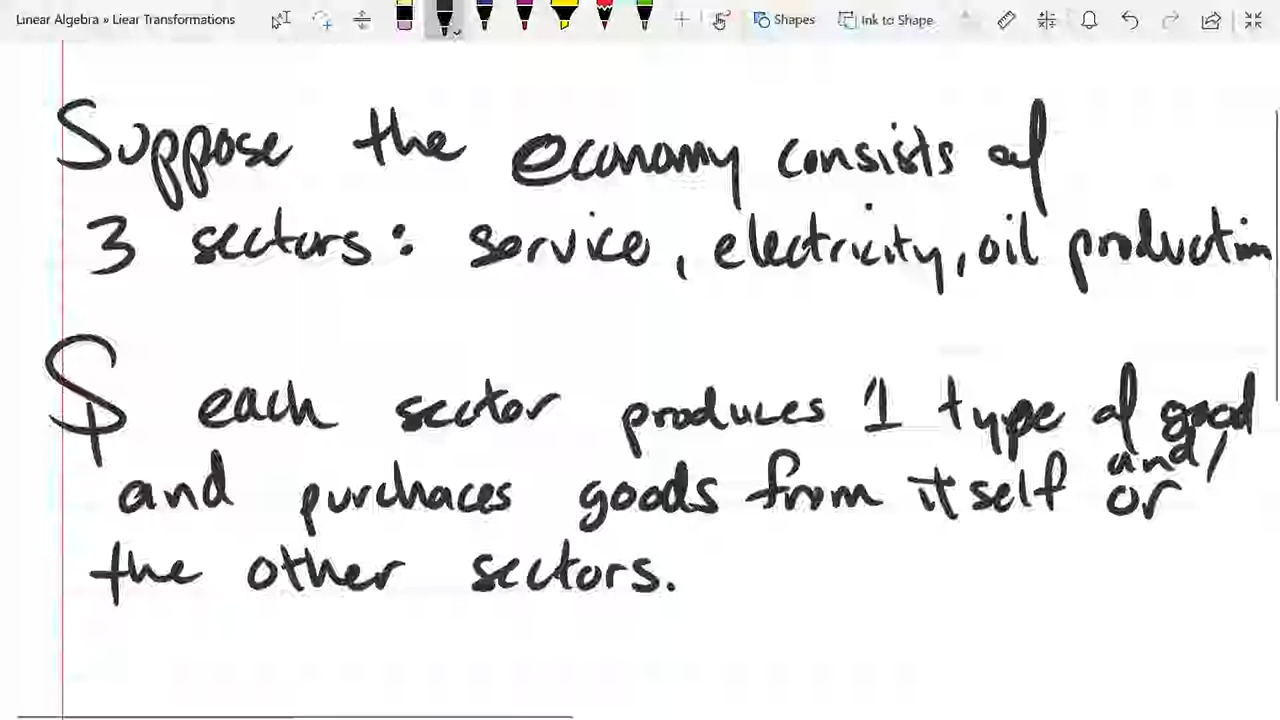 Linear Algebra » Liear Transformations
Shapes
Ink to Shape
Suppose the economy consists of
3 sectors: service, electricity, oil production
each sector produces 1 type of good
and purchaces goods from itself and/or
the other sectors.